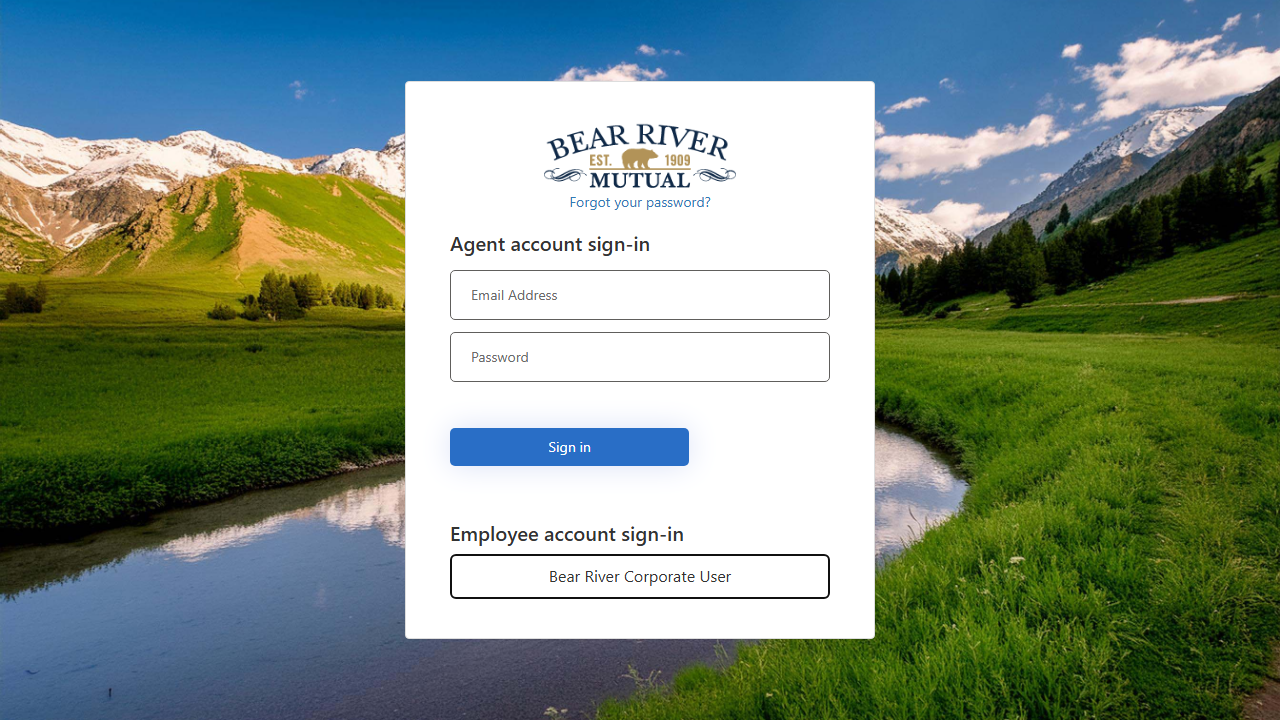 BEAR RIVER
EST. 1909
MUTUAL
Forgot your password?
Agent account sign-in
Email Address
Password
Sign in
Employee account sign-in
Bear River Corporate User